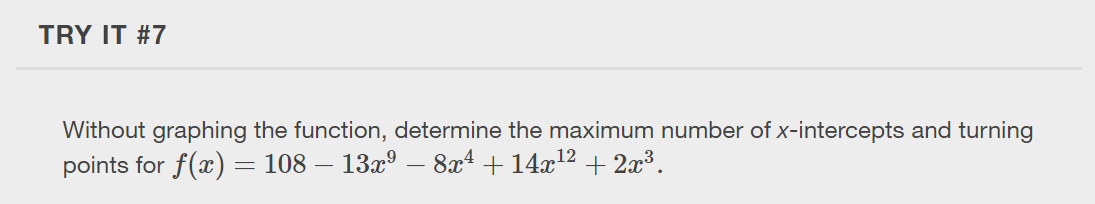 TRY IT #7
Without graphing the function, determine the maximum number of x-intercepts and turning
points for f(x) = 108 − 13x⁹ − 8x⁴ + 14x¹² + 2x³.